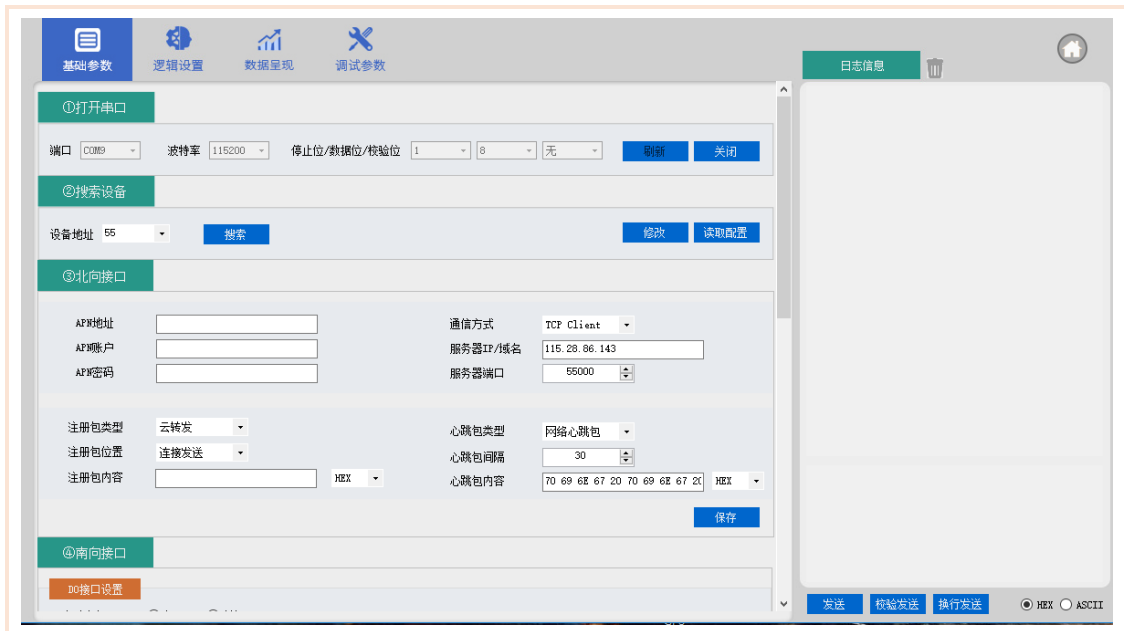 基础参数 逻辑设置 数据呈现 调试参数
日志信息
①打开串口
端口 COM9 波特率 115200 停止位/数据位/校验位 1 8 无 刷新 关闭
②搜索设备
设备地址 55 搜索 修改 读取配置
③北向接口
APN地址 通信方式 TCP Client
APN账户 服务器IP/域名 115.28.86.143
APN密码 服务器端口 55000
注册包类型 云转发 心跳包类型 网络心跳包
注册包位置 连接发送 心跳包间隔 30
注册包内容 HEX 心跳包内容 70 69 6E 67 20 70 69 6E 67 20 HEX
保存
④南向接口
DO接口设置
发送 校验发送 换行发送 HEX ASCII